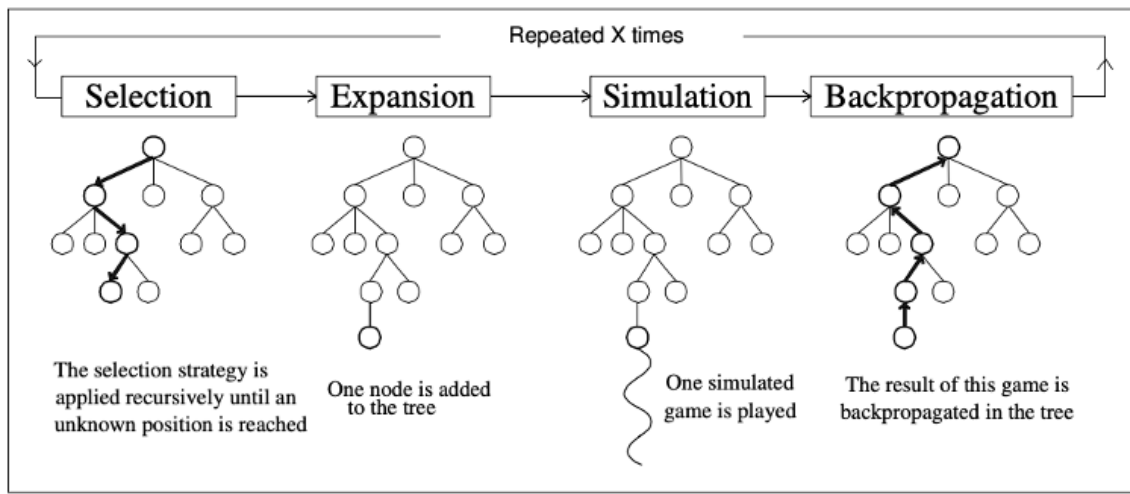 Repeated X times
Selection
Expansion
Simulation
Backpropagation
The selection strategy is
applied recursively until an
unknown position is reached
One node is added
to the tree
One simulated
game is played
The result of this game is
backpropagated in the tree